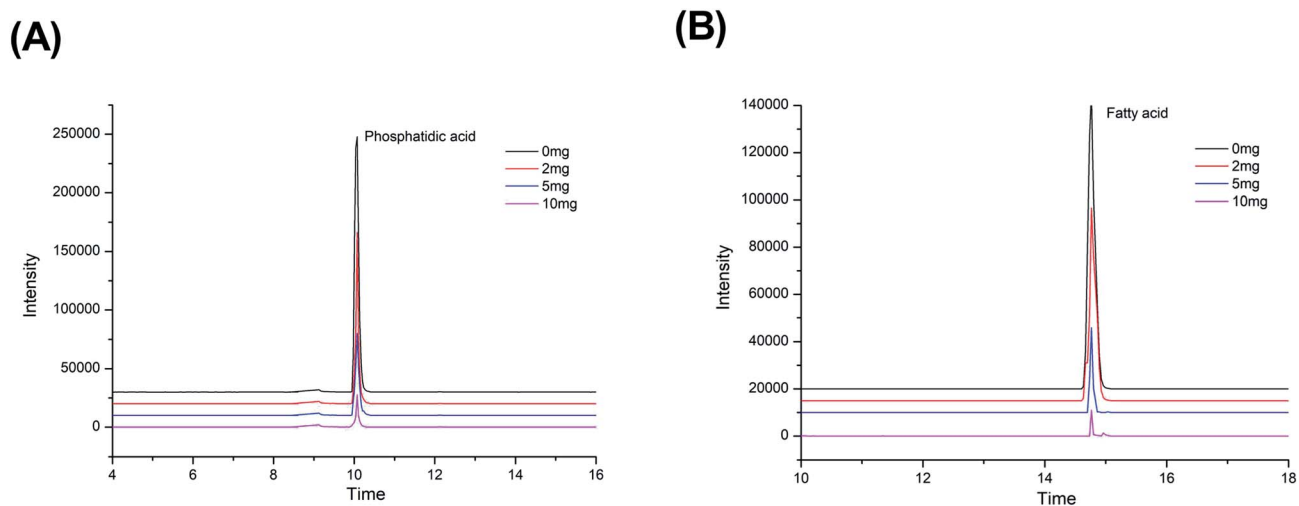 (A)
(B)
250000
200000
150000
100000
50000
0
Intensity
Phosphatidic acid
0mg
2mg
5mg
10mg
4
6
8
10
12
14
16
Time
140000
120000
100000
80000
60000
40000
20000
0
Intensity
Fatty acid
0mg
2mg
5mg
10mg
10
12
14
16
18
Time